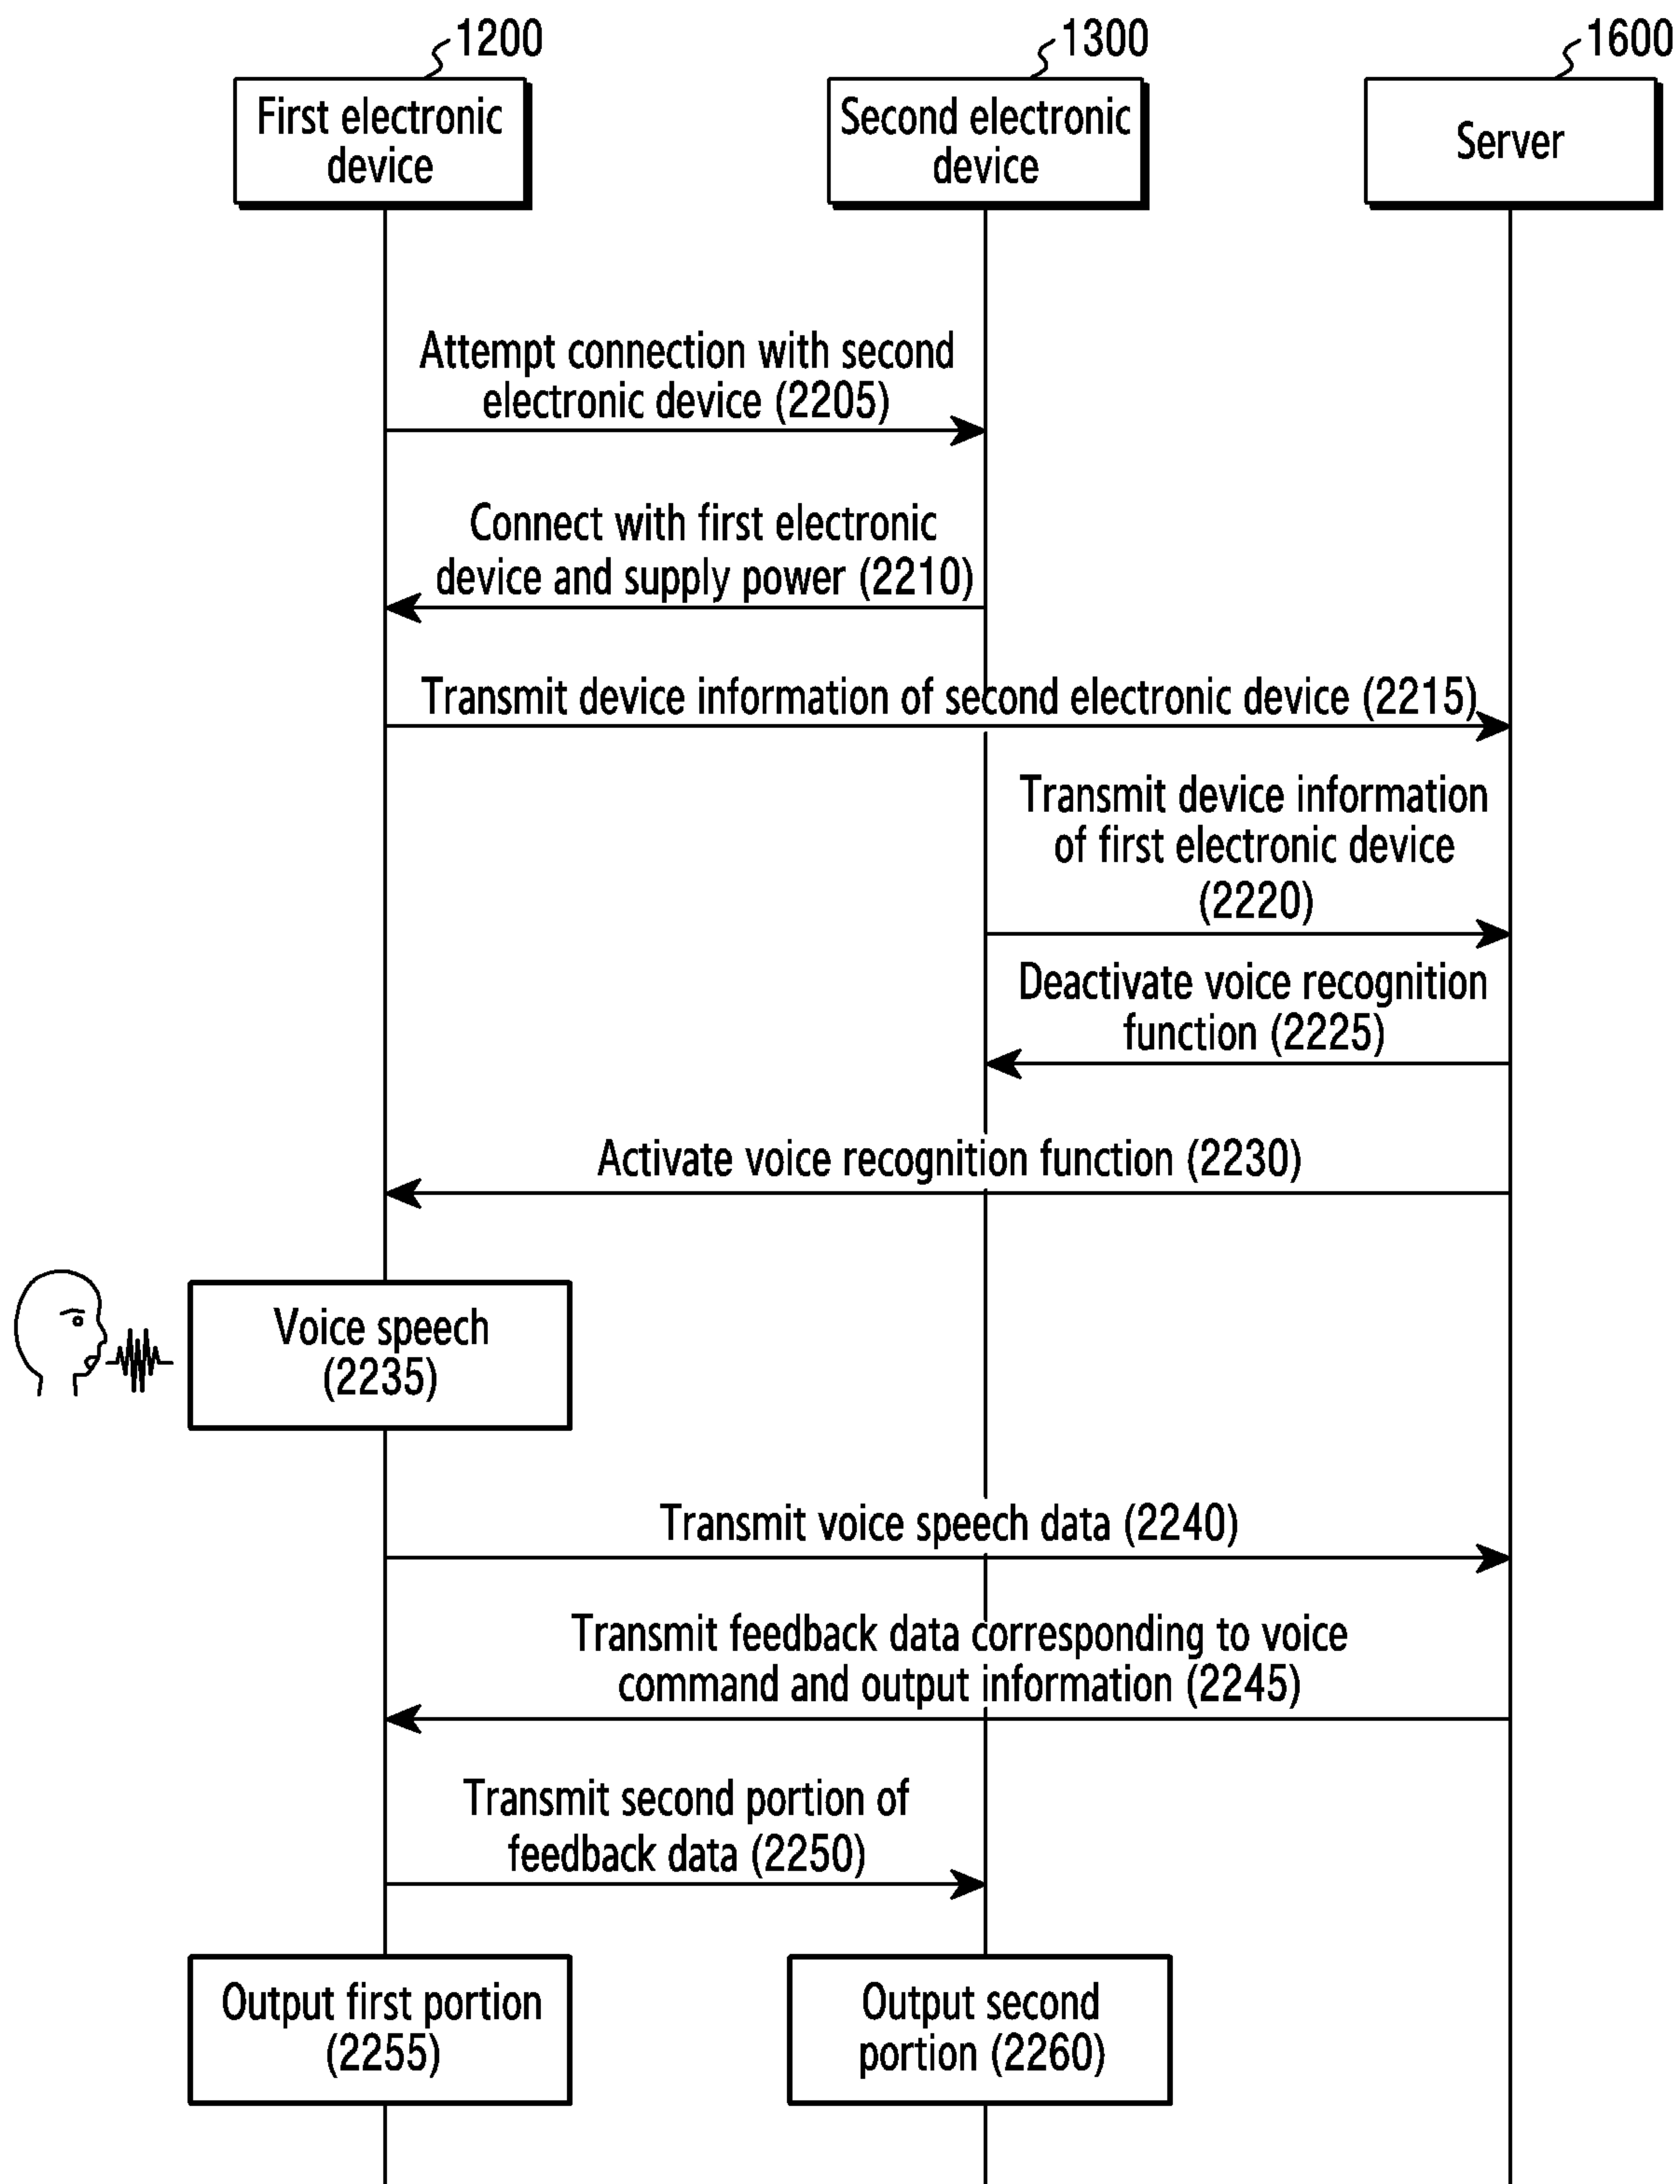 1200
1300
1600
First electronic
device
Second electronic
device
Server
Attempt connection with second
electronic device (2205)
Connect with first electronic
device and supply power (2210)
Transmit device information of second electronic device (2215)
Transmit device information
of first electronic device
(2220)
Deactivate voice recognition
function (2225)
Activate voice recognition function (2230)
Voice speech
(2235)
Transmit voice speech data (2240)
Transmit feedback data corresponding to voice
command and output information (2245)
Transmit second portion of
feedback data (2250)
Output first portion
(2255)
Output second
portion (2260)